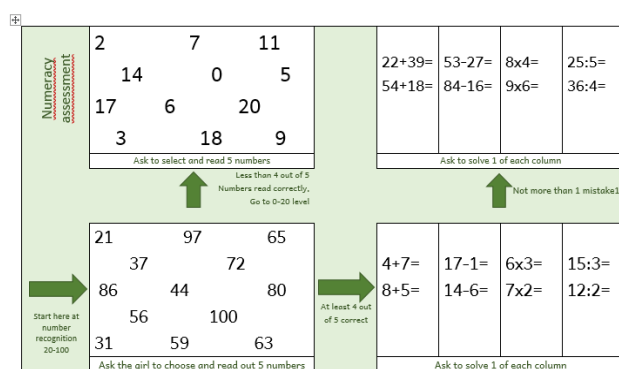 Numeracy
assessment
2 7 11
14 0 5
17 6 20
3 18 9
Ask to select and read 5 numbers
22+39= 53-27= 8x4= 25:5=
54+18= 84-16= 9x6= 36:4=
Ask to solve 1 of each column
Less than 4 out of 5
Numbers read correctly,
Go to 0-20 level
Not more than 1 mistake1
Start here at
number
recognition
20-100
21 97 65
37 72
86 44 80
56 100
31 59 63
Ask the girl to choose and read out 5 numbers
At least 4 out
of 5 correct
4+7= 17-1= 6x3= 15:3=
8+5= 14-6= 7x2= 12:2=
Ask to solve 1 of each column